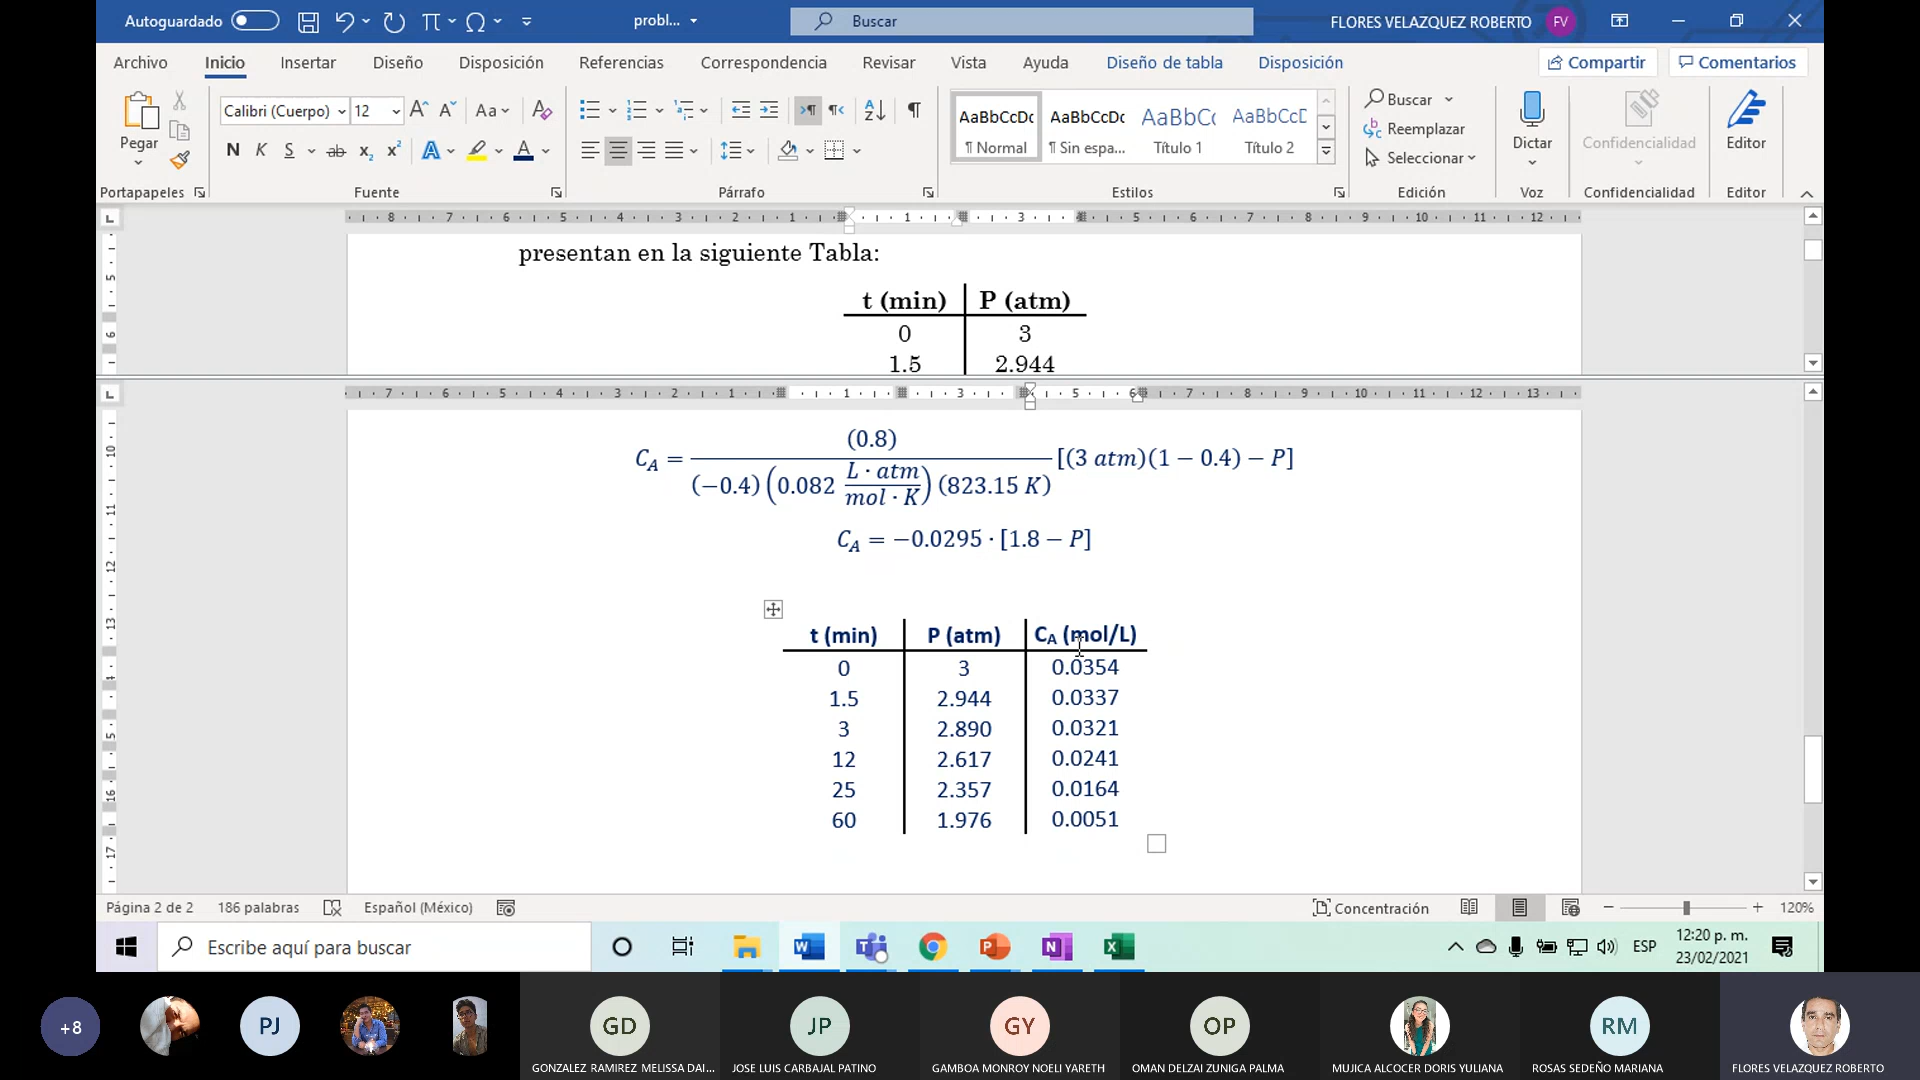 Autoguardado
probl...
Buscar
FLORES VELAZQUEZ ROBERTO
FV
Archivo Inicio Insertar Diseño Disposición Referencias Correspondencia Revisar Vista Ayuda Diseño de tabla Disposición
Compartir
Comentarios
Pegar
Calibri (Cuerpo)
12
N K S ab x₂ x²
AaBbCcDc AaBbCcDc AaBbCc AaBbCcD
¶ Normal ¶ Sin espa... Título 1 Título 2
Buscar
Reemplazar
Seleccionar
Dictar
Confidencialidad
Editor
Portapapeles Fuente Párrafo Estilos Edición Voz Confidencialidad Editor
presentan en la siguiente Tabla:
t (min) P (atm)
0 3
1.5 2.944
C_A = (0.8) / ((−0.4) (0.082 L · atm / mol · K) (823.15 K)) [(3 atm)(1 − 0.4) − P]
C_A = −0.0295 · [1.8 − P]
t (min) P (atm) C_A (mol/L)
0 3 0.0354
1.5 2.944 0.0337
3 2.890 0.0321
12 2.617 0.0241
25 2.357 0.0164
60 1.976 0.0051
Página 2 de 2 186 palabras Español (México) Concentración 120%
Escribe aquí para buscar
ESP
12:20 p. m.
23/02/2021
+8
PJ
GD
JP
GY
OP
RM
GONZALEZ RAMIREZ MELISSA DAI...
JOSE LUIS CARBAJAL PATINO
GAMBOA MONROY NOELI YARETH
OMAN DELZAI ZUNIGA PALMA
MUJICA ALCOCER DORIS YULIANA
ROSAS SEDEÑO MARIANA
FLORES VELAZQUEZ ROBERTO